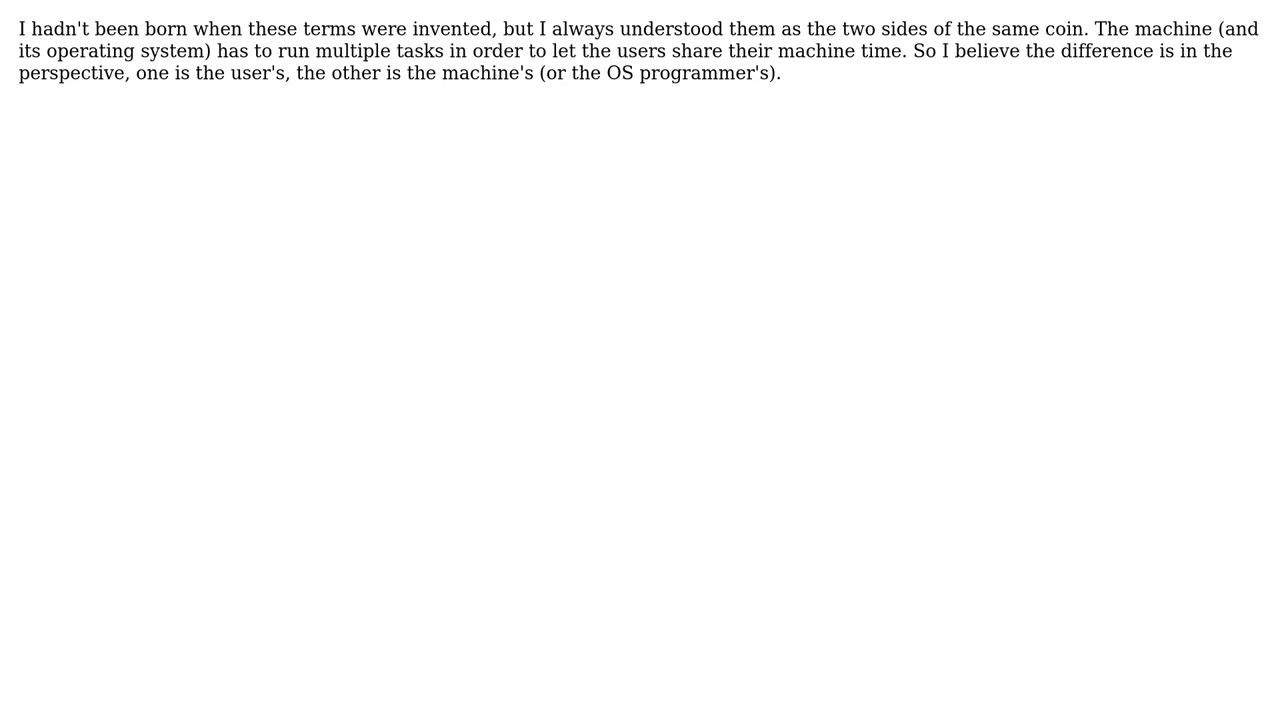 I hadn't been born when these terms were invented, but I always understood them as the two sides of the same coin. The machine (and
its operating system) has to run multiple tasks in order to let the users share their machine time. So I believe the difference is in the
perspective, one is the user's, the other is the machine's (or the OS programmer's).